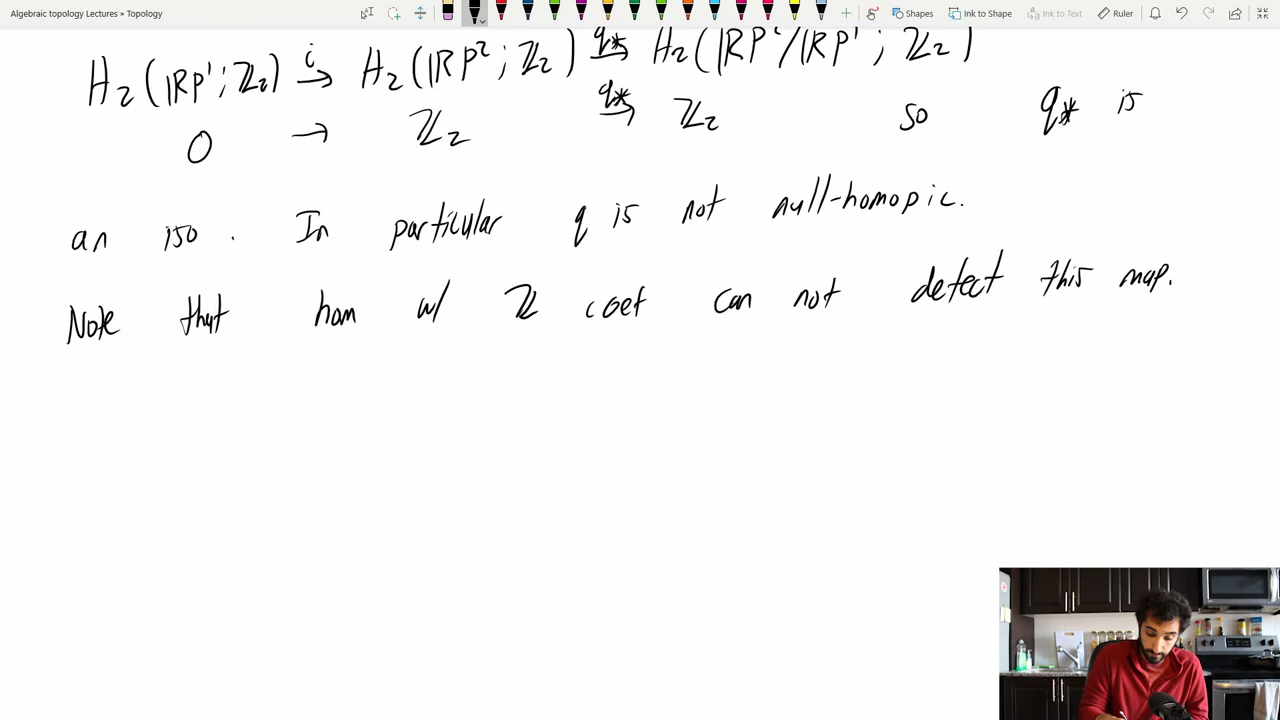 Algebraic topology Lectures – Topology
Shapes Ink to Shape Ink to Text Ruler
H₂(ℝP¹;ℤ₂) →ⁱ H₂(ℝP²;ℤ₂) →^{q*} H₂(ℝP²/ℝP¹;ℤ₂)
0 → ℤ₂ →^{q*} ℤ₂ so q* is
an iso. In particular q is not null-homopic.
Note that hom w/ ℤ coef can not detect this map.